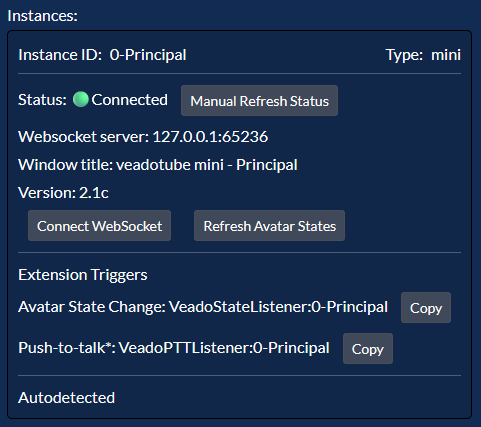 Instances:
Instance ID: 0-Principal Type: mini
Status: Connected Manual Refresh Status
Websocket server: 127.0.0.1:65236
Window title: veadotube mini - Principal
Version: 2.1c
Connect WebSocket Refresh Avatar States
Extension Triggers
Avatar State Change: VeadoStateListener:0-Principal Copy
Push-to-talk*: VeadoPTTListener:0-Principal Copy
Autodetected